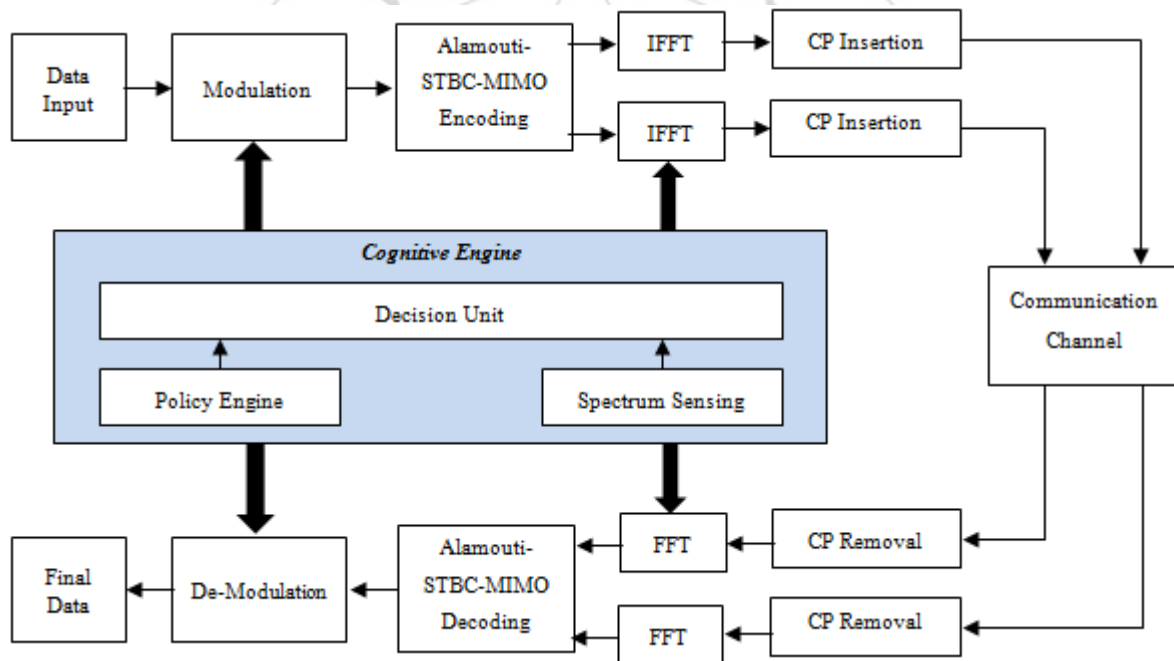 Data
Input
Modulation
Alamouti-
STBC-MIMO
Encoding
IFFT
CP Insertion
IFFT
CP Insertion
Cognitive Engine
Decision Unit
Policy Engine
Spectrum Sensing
Communication
Channel
Final
Data
De-Modulation
Alamouti-
STBC-MIMO
Decoding
FFT
CP Removal
FFT
CP Removal